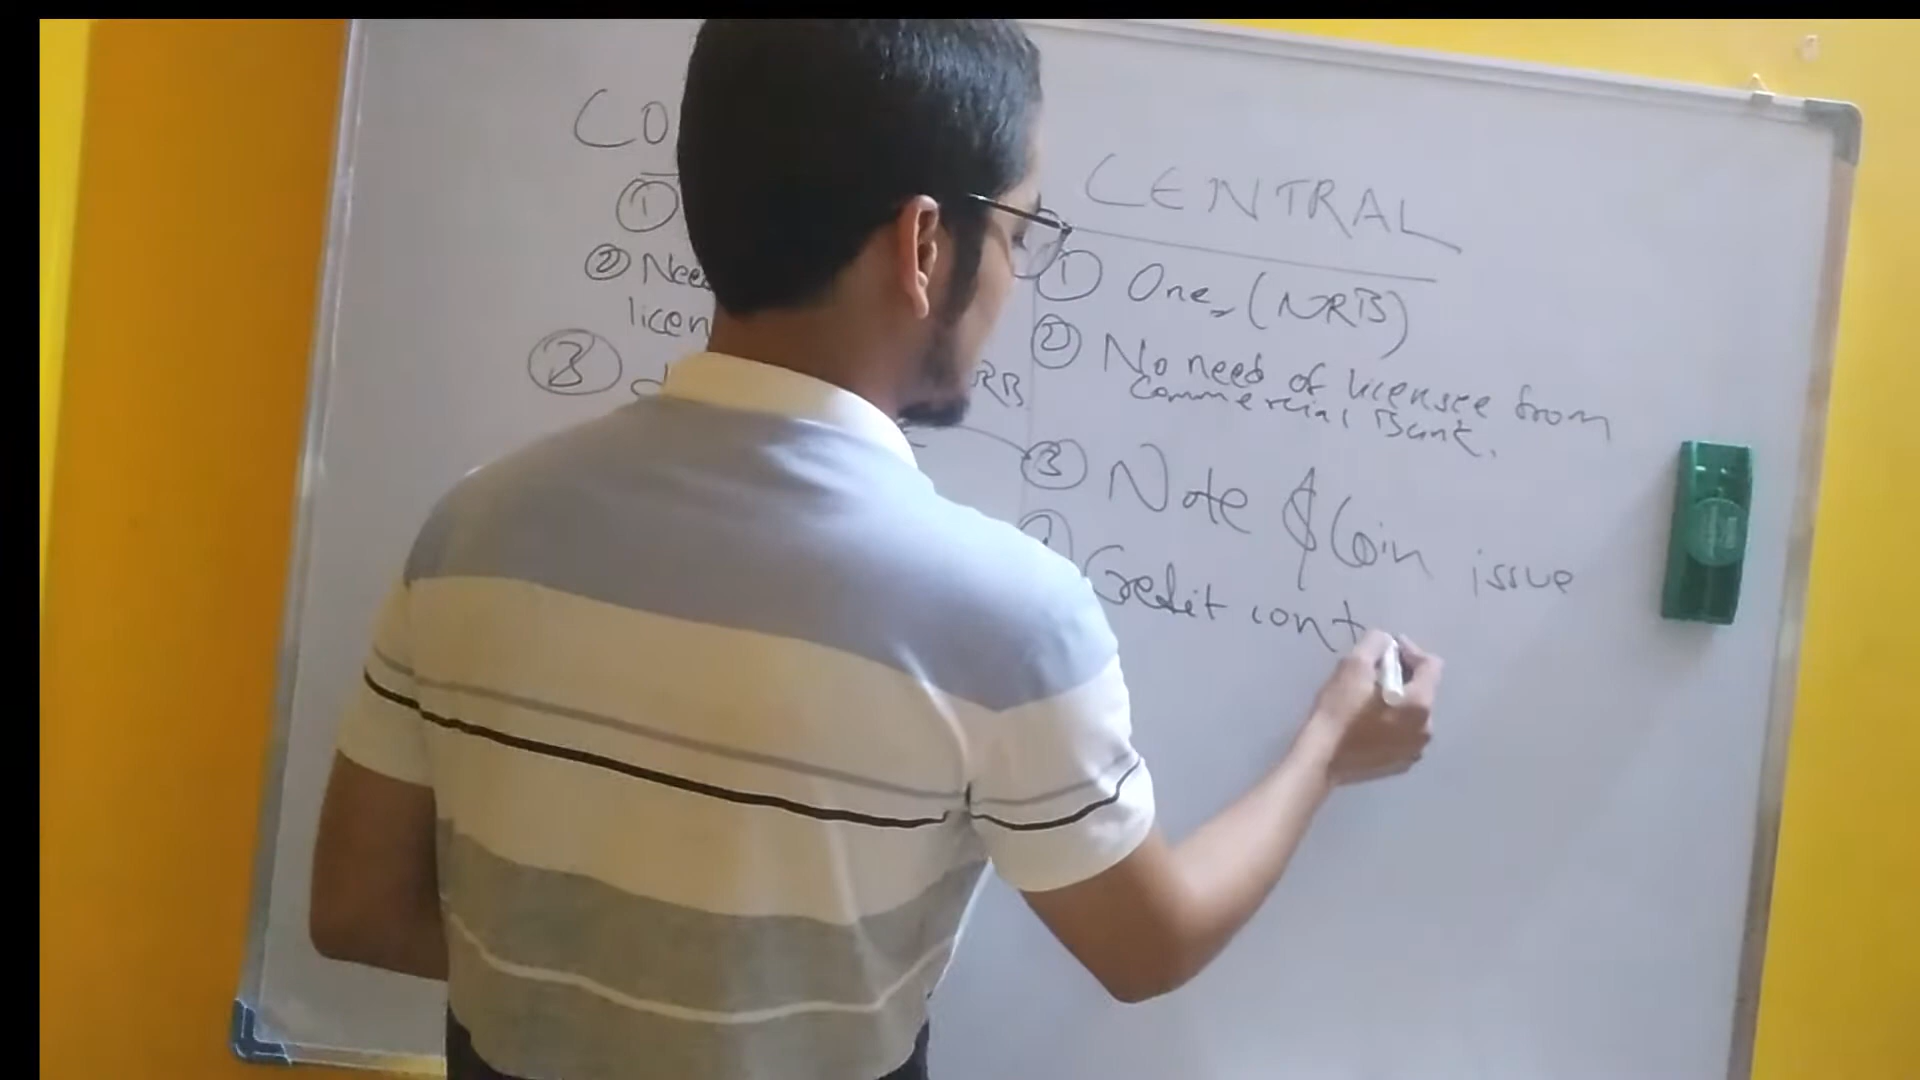 CO
①
② Need
licen
③
RB
CENTRAL
① One, (NRB)
② No need of licensee from
Commercial Bank.
③ Note & Coin issue
Credit cont